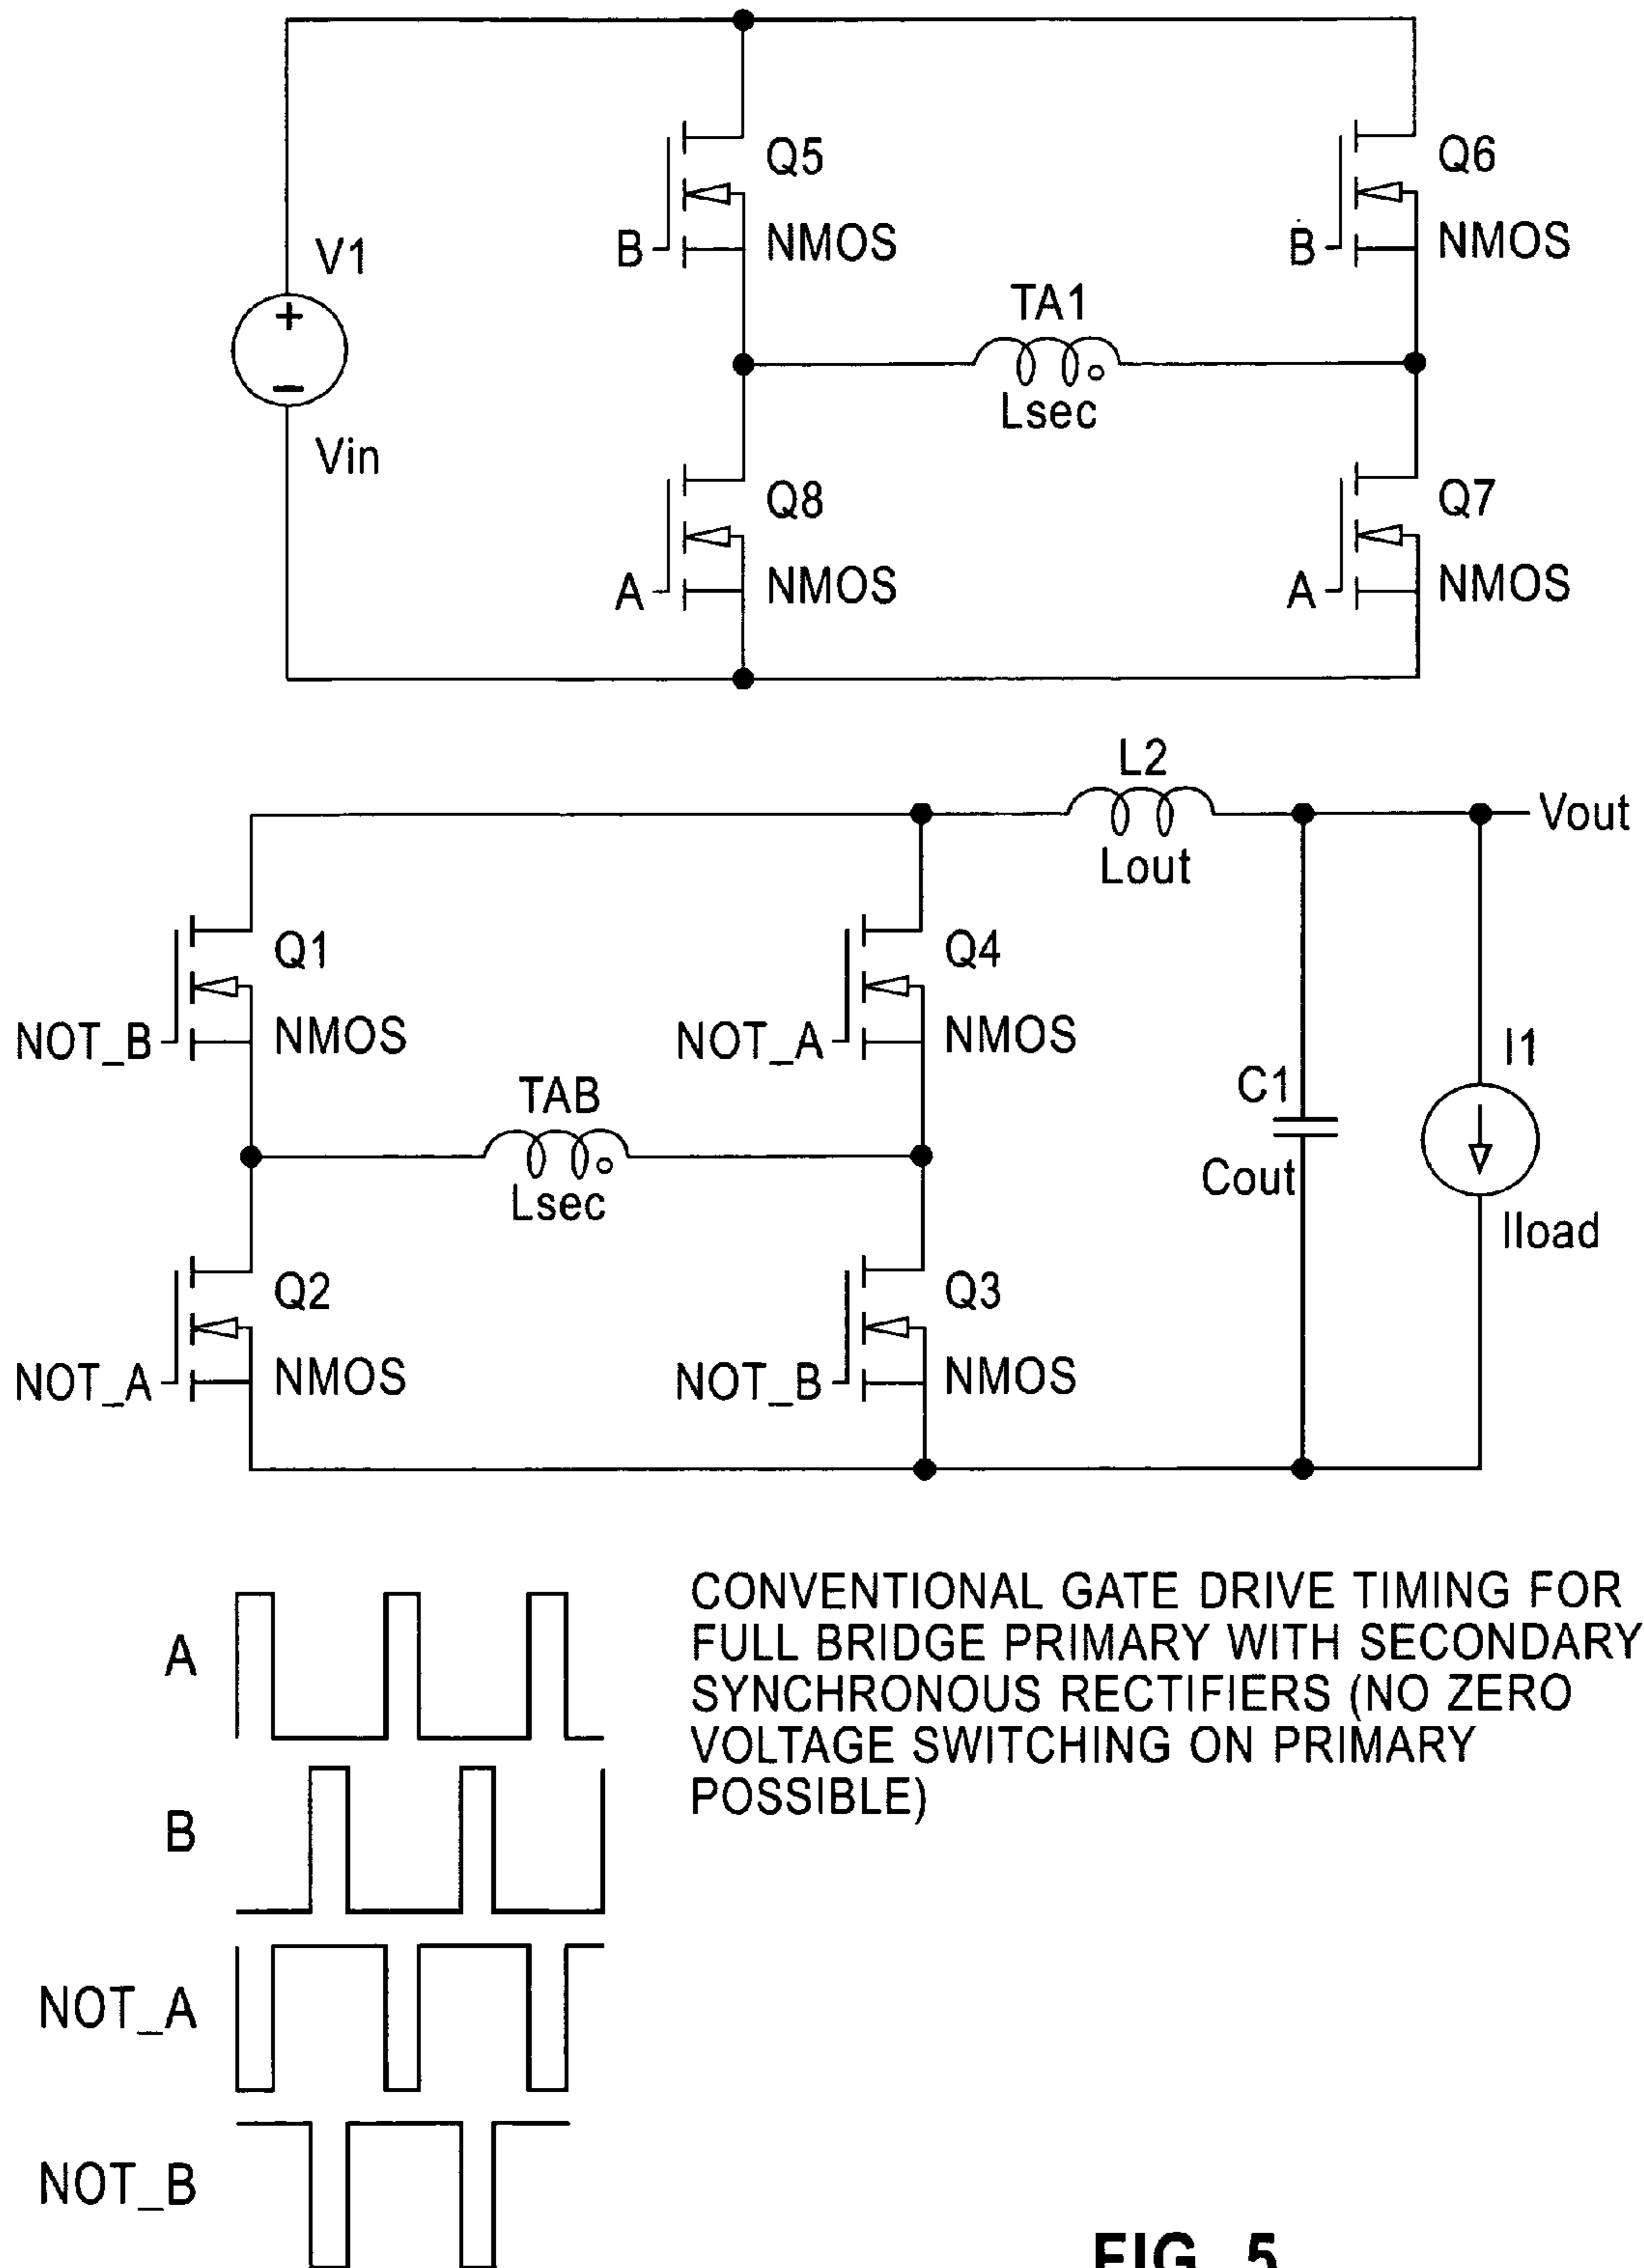 Q5
Q6
B
NMOS
B
NMOS
V1
+
−
Vin
TA1
Lsec
Q8
Q7
A
NMOS
A
NMOS
L2
Lout
Vout
Q1
Q4
NOT_B
NMOS
NOT_A
NMOS
TAB
Lsec
C1
Cout
I1
Iload
Q2
Q3
NOT_A
NMOS
NOT_B
NMOS
CONVENTIONAL GATE DRIVE TIMING FOR
FULL BRIDGE PRIMARY WITH SECONDARY
SYNCHRONOUS RECTIFIERS (NO ZERO
VOLTAGE SWITCHING ON PRIMARY
POSSIBLE)
A
B
NOT_A
NOT_B
FIG. 5